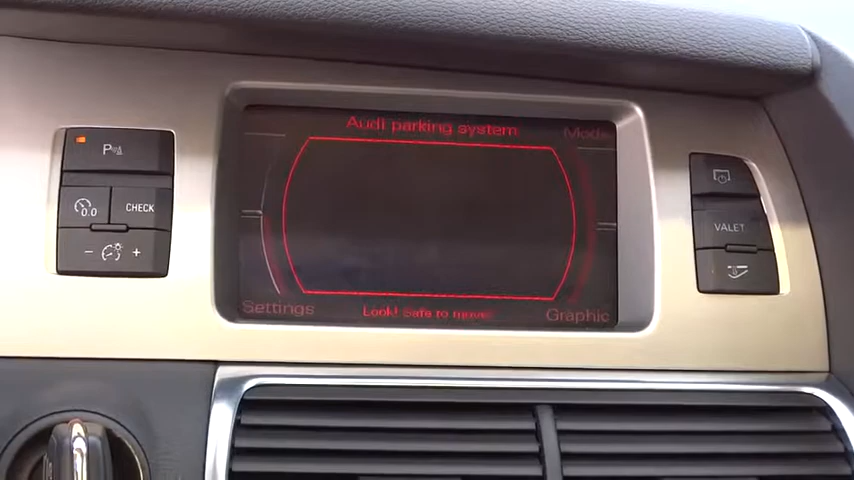 Audi parking system
Mode
P
0.0
CHECK
VALET
- +
Settings
Look! Safe to move?
Graphic